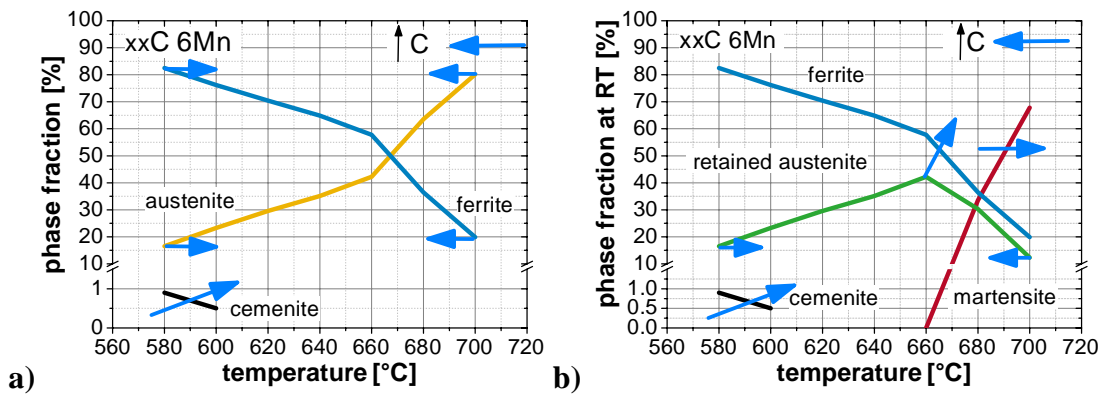 phase fraction [%]
100
90
80
70
60
50
40
30
20
10
1
0
xxC 6Mn
C
austenite
ferrite
cemenite
560 580 600 620 640 660 680 700 720
temperature [°C]
a)
phase fraction at RT [%]
100
90
80
70
60
50
40
30
20
10
1.0
0.5
0.0
xxC 6Mn
C
ferrite
retained austenite
cemenite
martensite
560 580 600 620 640 660 680 700 720
temperature [°C]
b)